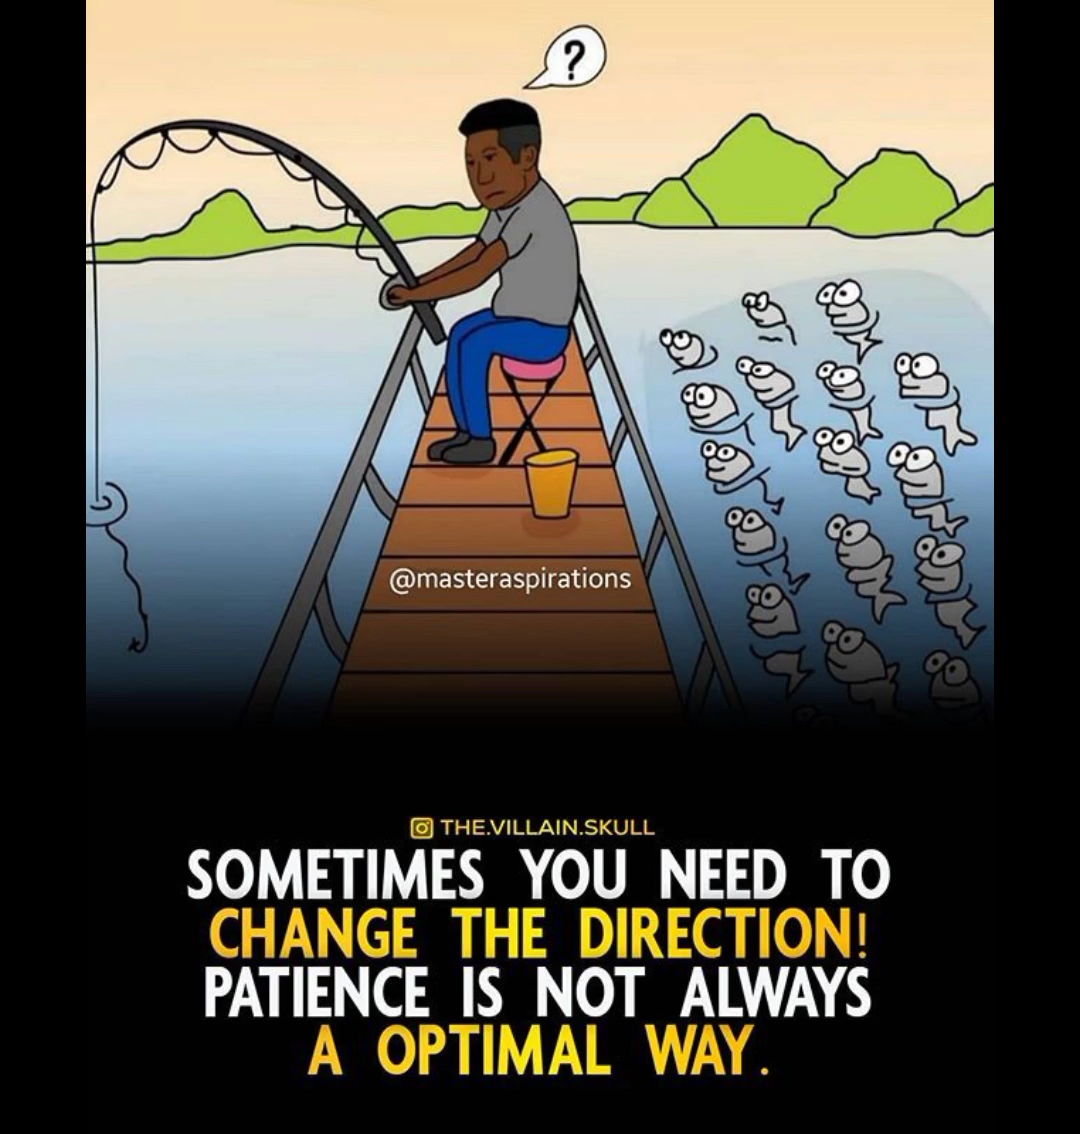 ?
@masteraspirations
THE.VILLAIN.SKULL
SOMETIMES YOU NEED TO
CHANGE THE DIRECTION!
PATIENCE IS NOT ALWAYS
A OPTIMAL WAY.